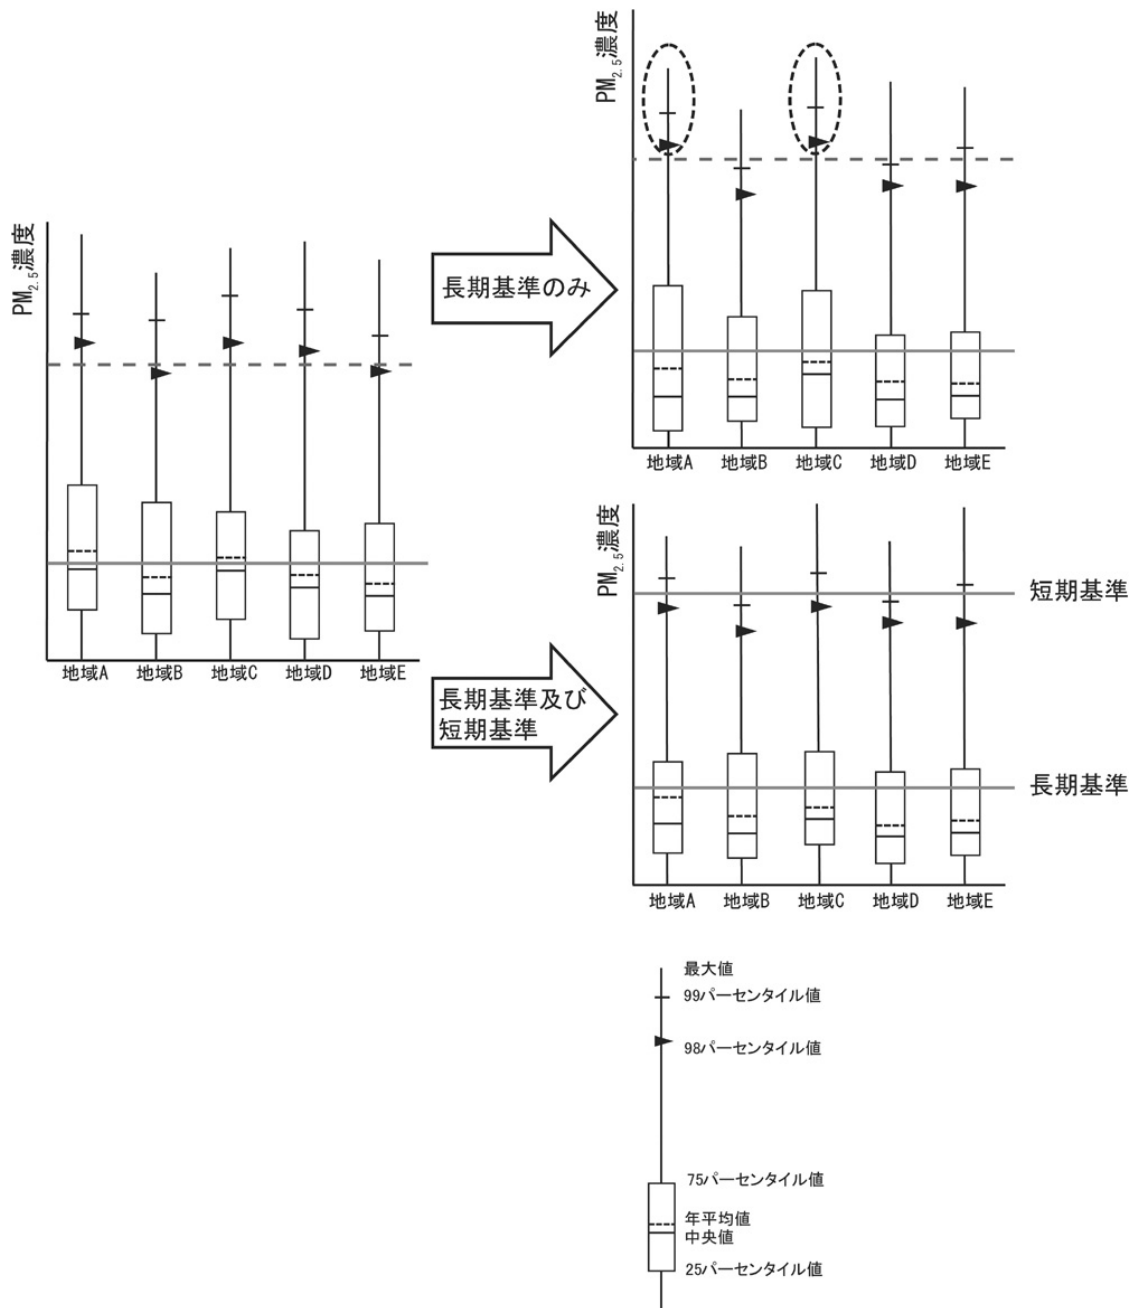 PM2.5濃度
地域A 地域B 地域C 地域D 地域E
長期基準のみ
PM2.5濃度
地域A 地域B 地域C 地域D 地域E
長期基準及び
短期基準
PM2.5濃度
短期基準
長期基準
地域A 地域B 地域C 地域D 地域E
最大値
99パーセンタイル値
98パーセンタイル値
75パーセンタイル値
年平均値
中央値
25パーセンタイル値